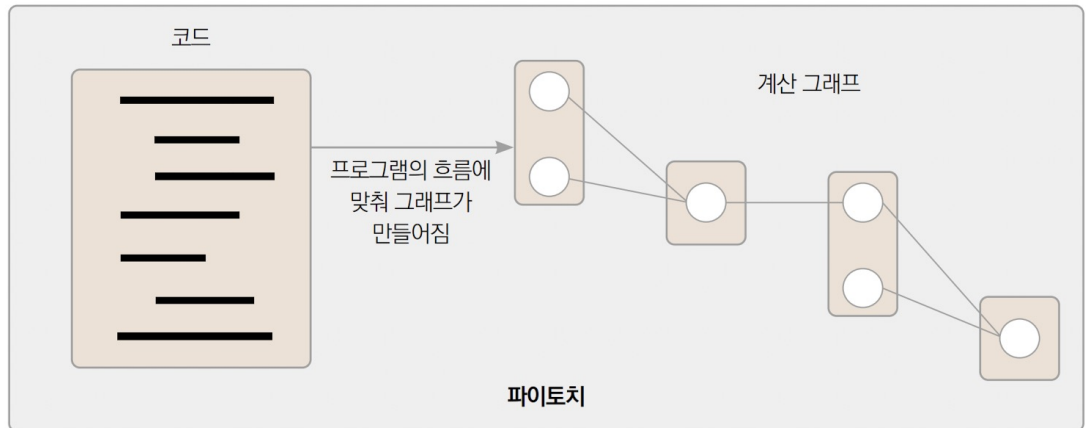 코드
계산 그래프
프로그램의 흐름에
맞춰 그래프가
만들어짐
파이토치